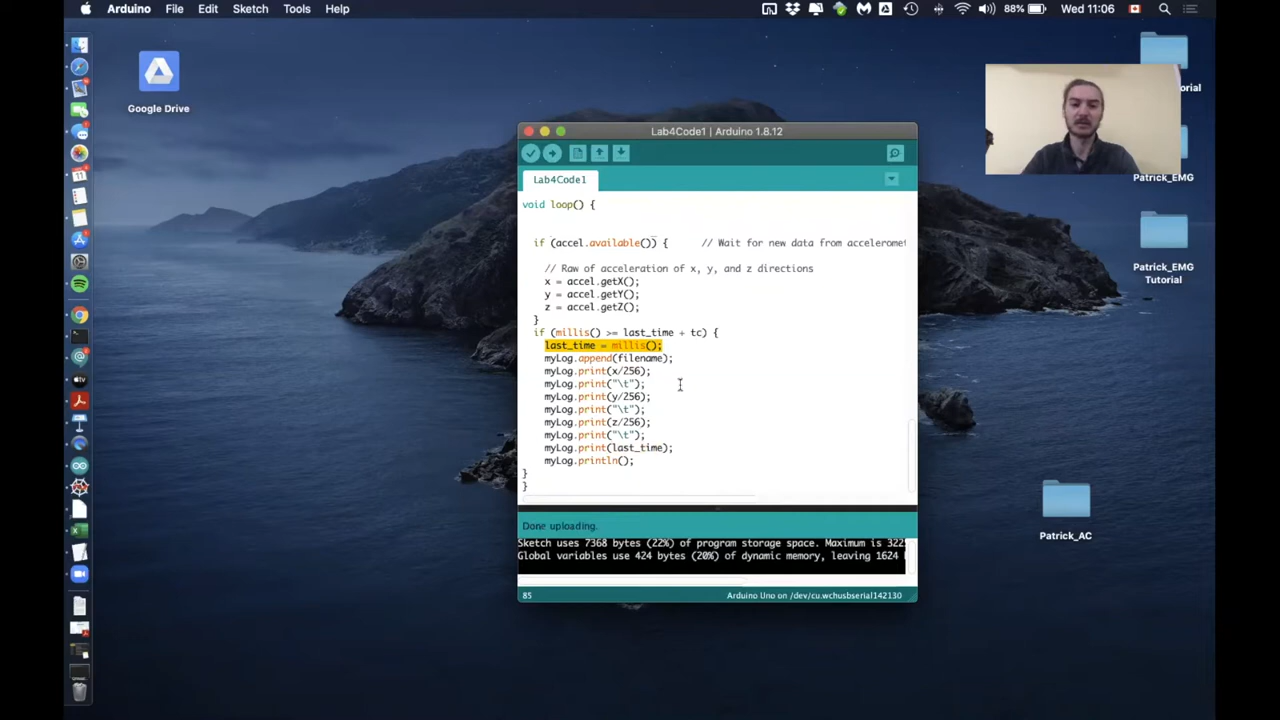 Arduino File Edit Sketch Tools Help
88% Wed 11:06
Google Drive
Patrick_EMG
Patrick_EMG
Tutorial
Patrick_AC
Lab4Code1 | Arduino 1.8.12
Lab4Code1
void loop() {
if (accel.available()) { // Wait for new data from acceleromet
// Raw of acceleration of x, y, and z directions
x = accel.getX();
y = accel.getY();
z = accel.getZ();
}
if (millis() >= last_time + tc) {
last_time = millis();
myLog.append(filename);
myLog.print(x/256);
myLog.print("\t");
myLog.print(y/256);
myLog.print("\t");
myLog.print(z/256);
myLog.print("\t");
myLog.print(last_time);
myLog.println();
}
}
Done uploading.
Sketch uses 7368 bytes (22%) of program storage space. Maximum is 322
Global variables use 424 bytes (20%) of dynamic memory, leaving 1624
85
Arduino Uno on /dev/cu.wchusbserial142130